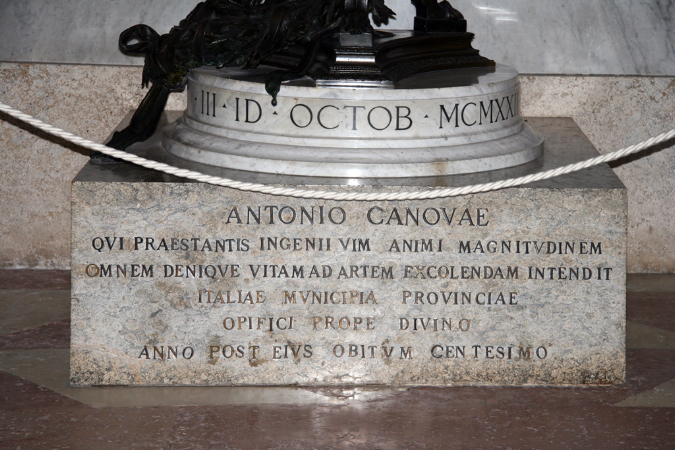 · III · ID · OCTOB · MCMXXII
ANTONIO CANOVAE
QVI PRAESTANTIS INGENII VIM ANIMI MAGNITVDINEM
OMNEM DENIQVE VITAM AD ARTEM EXCOLENDAM INTENDIT
ITALIAE MVNICIPIA PROVINCIAE
OPIFICI PROPE DIVINO
ANNO POST EIVS OBITVM CENTESIMO